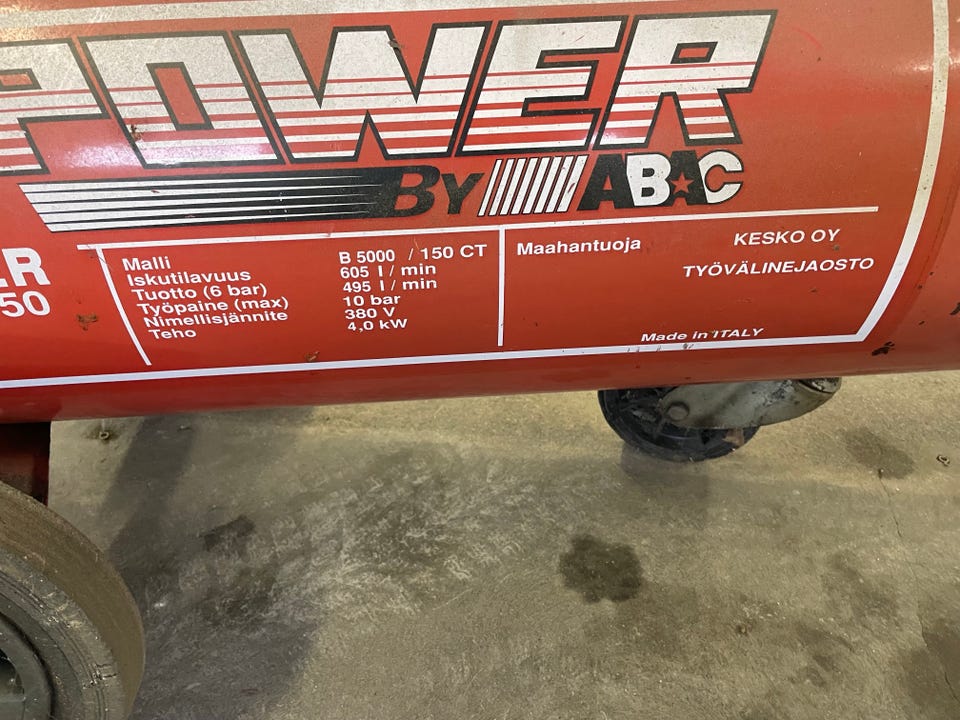 POWER
BY ABAC
Malli B 5000 / 150 CT
Iskutilavuus 605 l / min
Tuotto (6 bar) 495 l / min
Työpaine (max) 10 bar
Nimellisjännite 380 V
Teho 4,0 kW
Maahantuoja KESKO OY
TYÖVÄLINEJAOSTO
Made in ITALY